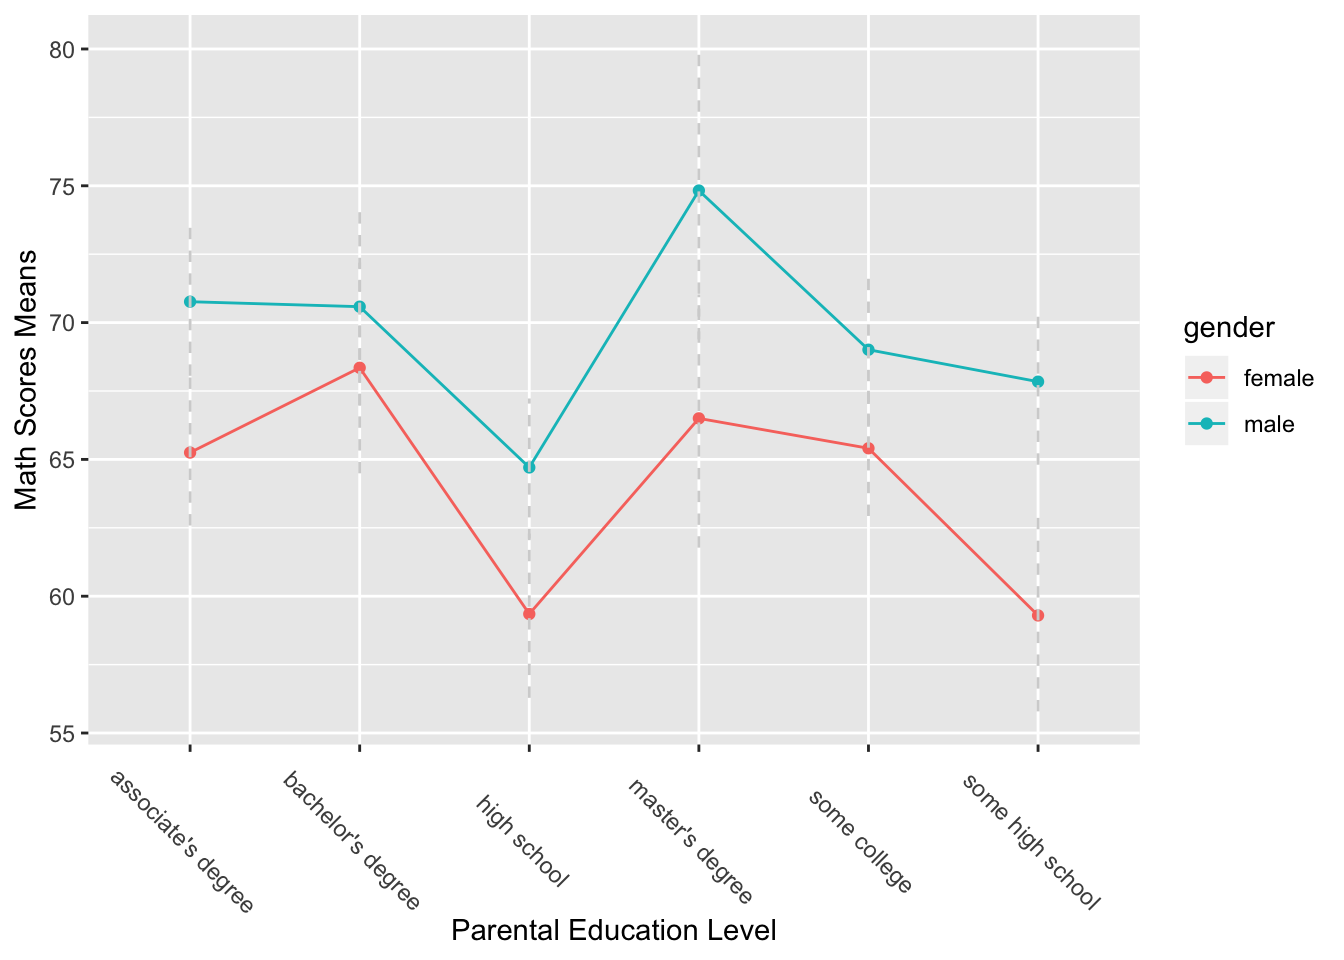 80
75
70
65
60
55
Math Scores Means
associate's degree
bachelor's degree
high school
master's degree
some college
some high school
Parental Education Level
gender
female
male